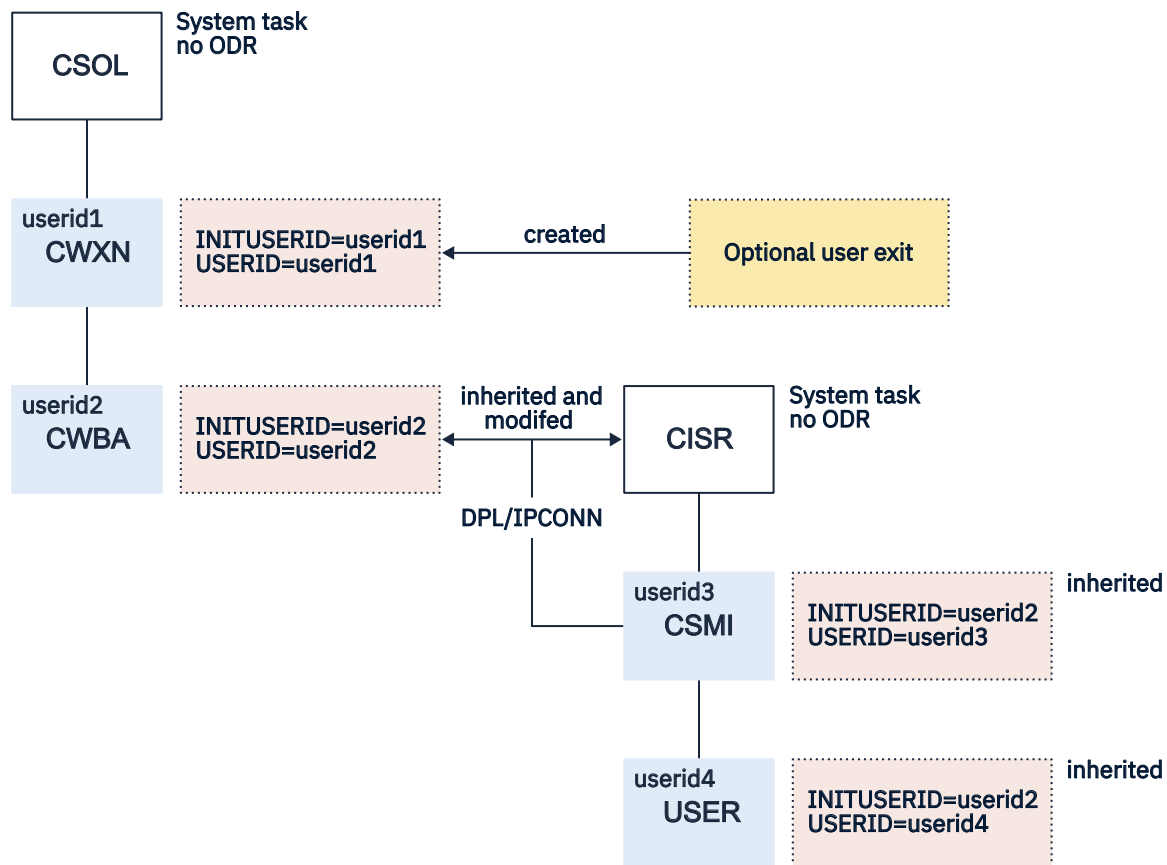 System task
no ODR
CSOL
userid1
CWXN
INITUSERID=userid1
USERID=userid1
created
Optional user exit
userid2
CWBA
INITUSERID=userid2
USERID=userid2
inherited and
modifed
CISR
System task
no ODR
DPL/IPCONN
userid3
CSMI
INITUSERID=userid2
USERID=userid3
inherited
userid4
USER
INITUSERID=userid2
USERID=userid4
inherited